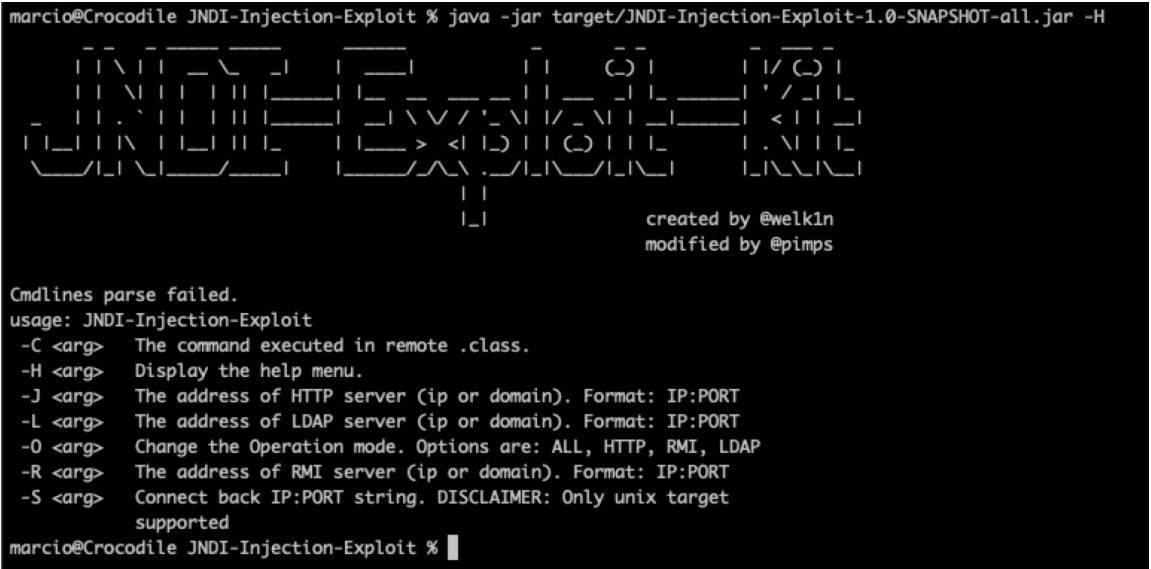 marcio@Crocodile JNDI-Injection-Exploit % java -jar target/JNDI-Injection-Exploit-1.0-SNAPSHOT-all.jar -H
JNDI-Exploit-Kit
created by @welk1n
modified by @pimps
Cmdlines parse failed.
usage: JNDI-Injection-Exploit
-C <arg> The command executed in remote .class.
-H <arg> Display the help menu.
-J <arg> The address of HTTP server (ip or domain). Format: IP:PORT
-L <arg> The address of LDAP server (ip or domain). Format: IP:PORT
-O <arg> Change the Operation mode. Options are: ALL, HTTP, RMI, LDAP
-R <arg> The address of RMI server (ip or domain). Format: IP:PORT
-S <arg> Connect back IP:PORT string. DISCLAIMER: Only unix target
supported
marcio@Crocodile JNDI-Injection-Exploit %